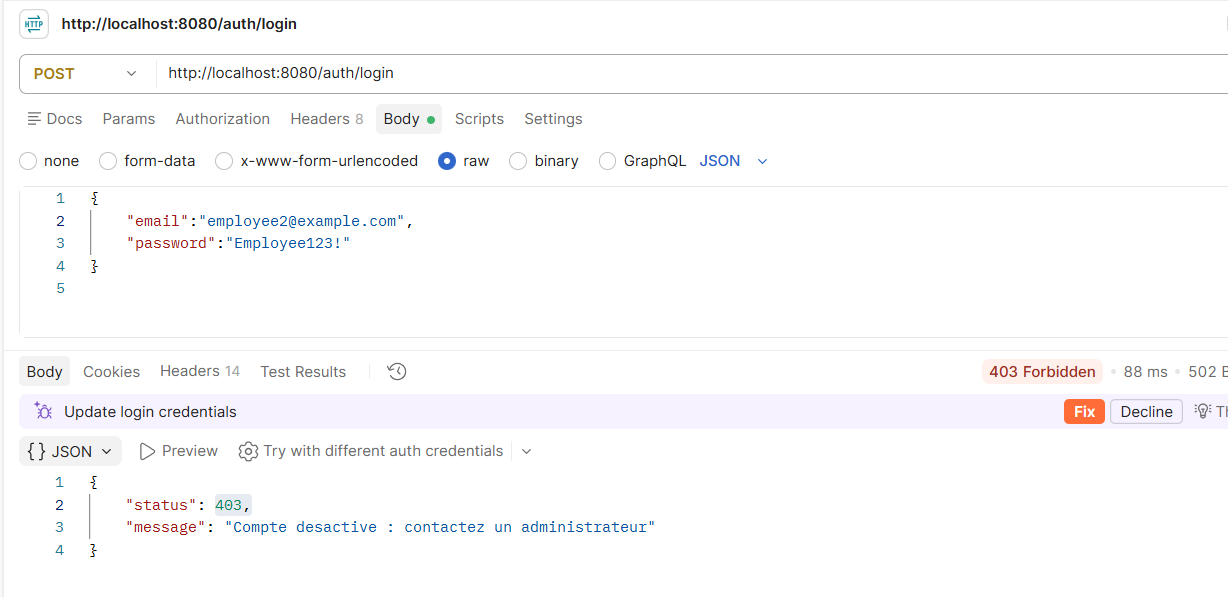 HTTP http://localhost:8080/auth/login
POST http://localhost:8080/auth/login
Docs Params Authorization Headers 8 Body Scripts Settings
none form-data x-www-form-urlencoded raw binary GraphQL JSON
1 {
2 "email":"employee2@example.com",
3 "password":"Employee123!"
4 }
5
Body Cookies Headers 14 Test Results 403 Forbidden • 88 ms • 502 B
Update login credentials Fix Decline Th
{} JSON Preview Try with different auth credentials
1 {
2 "status": 403,
3 "message": "Compte desactive : contactez un administrateur"
4 }